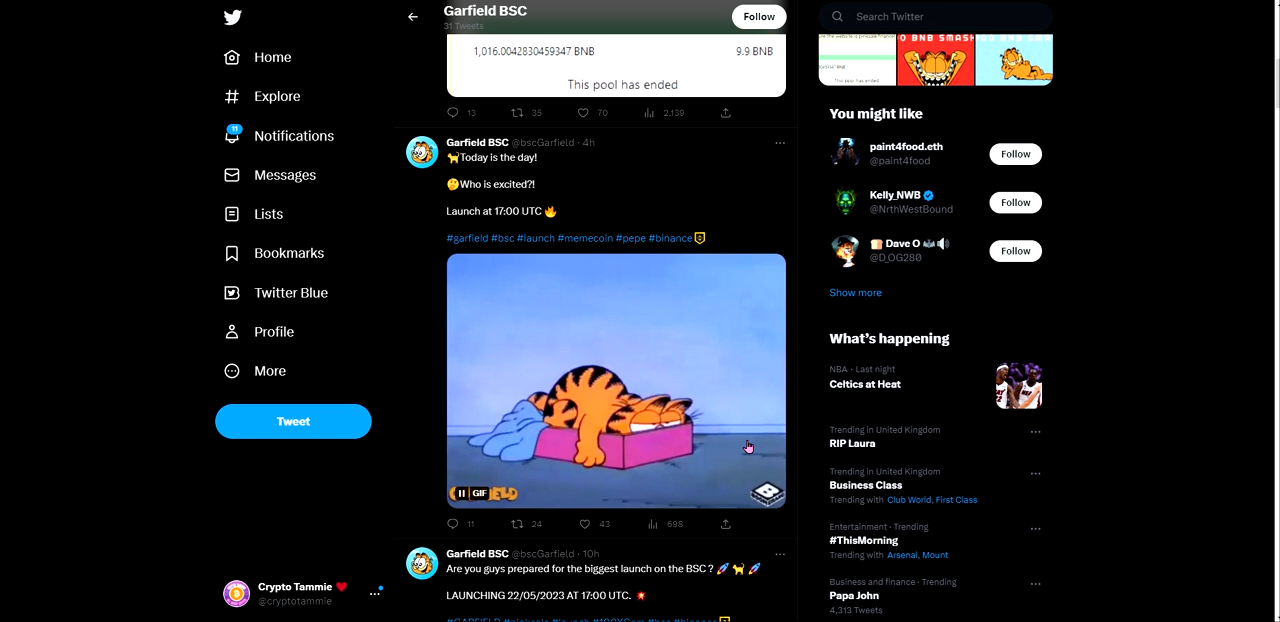 Home
Explore
11
Notifications
Messages
Lists
Bookmarks
Twitter Blue
Profile
More
Tweet
Crypto Tammie
@cryptotammie
Garfield BSC
31 Tweets
Follow
1,016.0042830459347 BNB 9.9 BNB
This pool has ended
13 35 70 2,139
Garfield BSC @bscGarfield · 4h
Today is the day!
Who is excited?!
Launch at 17:00 UTC
#garfield #bsc #launch #memecoin #pepe #binance
GIF
11 24 43 698
Garfield BSC @bscGarfield · 10h
Are you guys prepared for the biggest launch on the BSC ?
LAUNCHING 22/05/2023 AT 17:00 UTC.
Search Twitter
This pool has ended
You might like
paint4food.eth
@paint4food
Follow
Kelly_NWB
@NrthWestBound
Follow
Dave O
@D_OG280
Follow
Show more
What's happening
NBA · Last night
Celtics at Heat
Trending in United Kingdom
RIP Laura
Trending in United Kingdom
Business Class
Trending with Club World, First Class
Entertainment · Trending
#ThisMorning
Trending with Arsenal, Mount
Business and finance · Trending
Papa John
4,313 Tweets